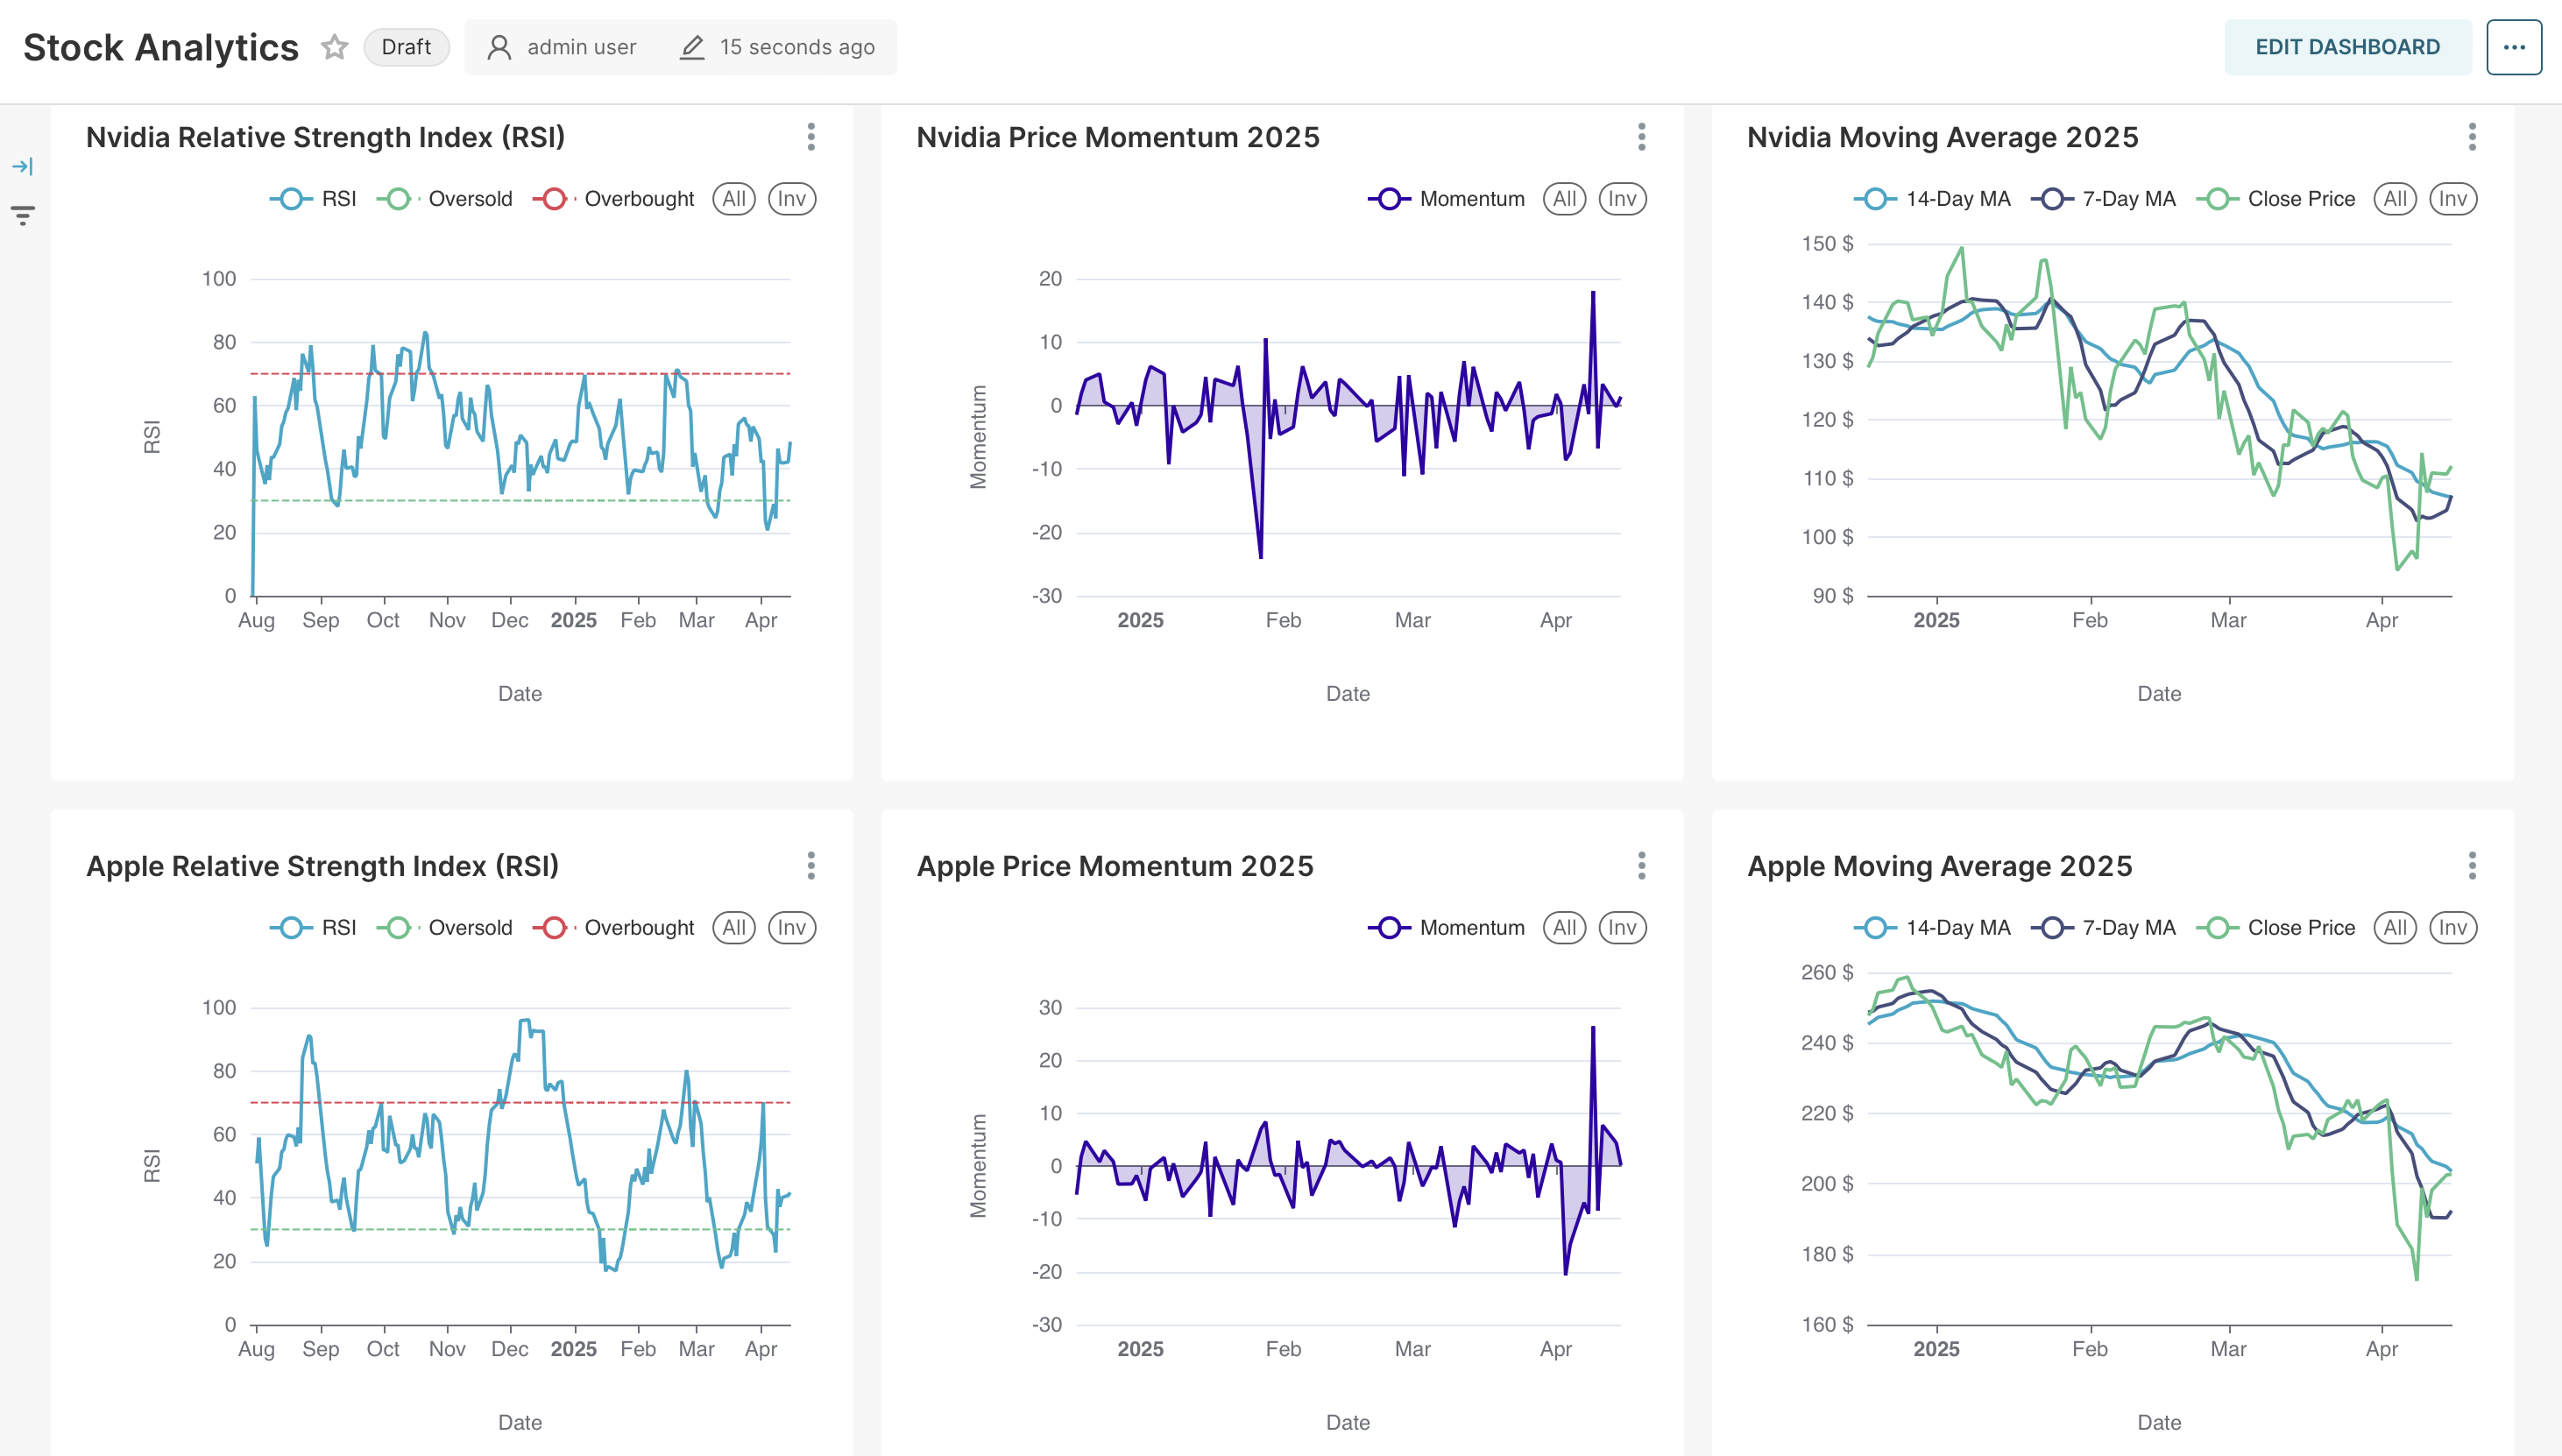 Stock Analytics Draft admin user 15 seconds ago EDIT DASHBOARD
Nvidia Relative Strength Index (RSI)
RSI Oversold Overbought All Inv
100
80
60
40
20
0
RSI
Aug Sep Oct Nov Dec 2025 Feb Mar Apr
Date
Nvidia Price Momentum 2025
Momentum All Inv
20
10
0
-10
-20
-30
Momentum
2025 Feb Mar Apr
Date
Nvidia Moving Average 2025
14-Day MA 7-Day MA Close Price All Inv
150 $
140 $
130 $
120 $
110 $
100 $
90 $
2025 Feb Mar Apr
Date
Apple Relative Strength Index (RSI)
RSI Oversold Overbought All Inv
100
80
60
40
20
0
RSI
Aug Sep Oct Nov Dec 2025 Feb Mar Apr
Date
Apple Price Momentum 2025
Momentum All Inv
30
20
10
0
-10
-20
-30
Momentum
2025 Feb Mar Apr
Date
Apple Moving Average 2025
14-Day MA 7-Day MA Close Price All Inv
260 $
240 $
220 $
200 $
180 $
160 $
2025 Feb Mar Apr
Date